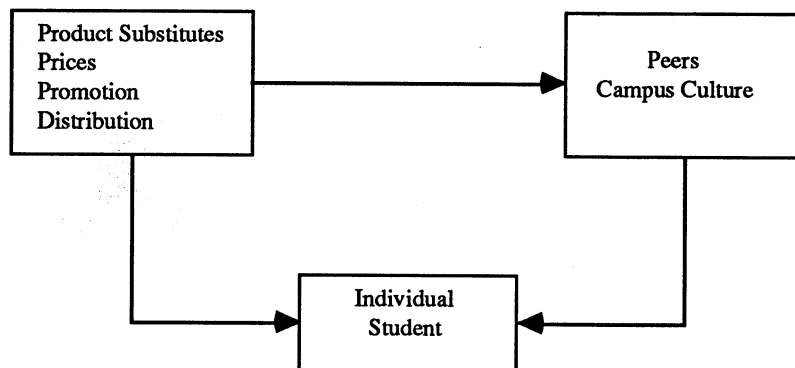 Product Substitutes
Prices
Promotion
Distribution
Peers
Campus Culture
Individual
Student